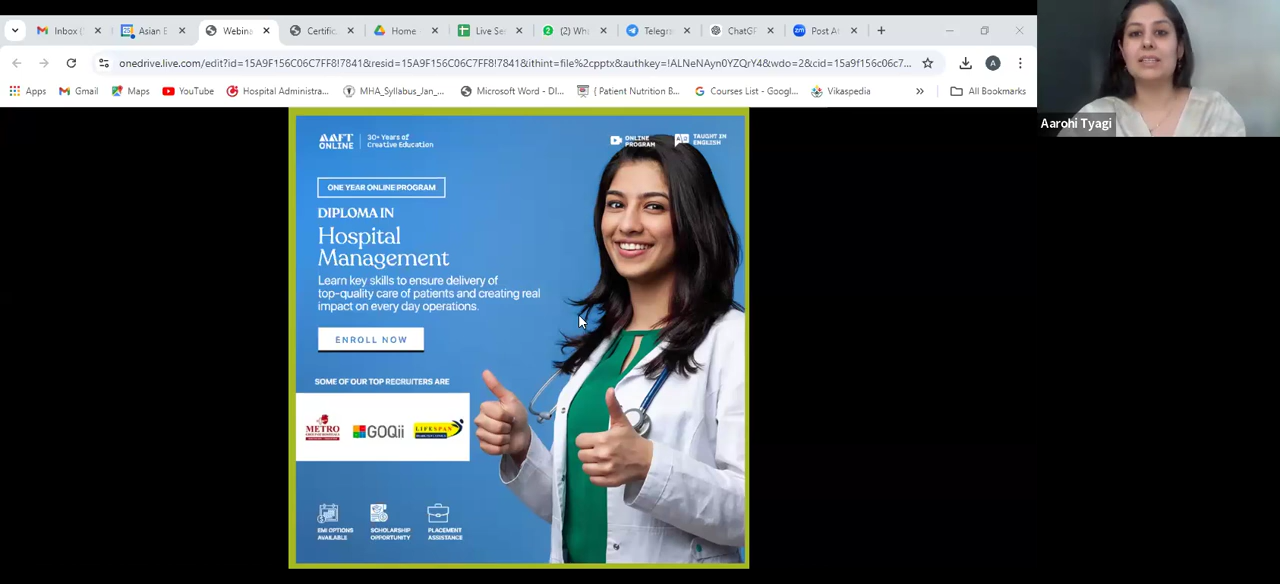 Inbox (
Asian E
Webina
Certific
Home
Live Se
(2) Wh
Telegra
ChatGF
Post A
onedrive.live.com/edit?id=15A9F156C06C7FF8!7841&resid=15A9F156C06C7FF8!7841&ithint=file%2cpptx&authkey=!ALNeNAyn0YZQrY4&wdo=2&cid=15a9f156c06c7...
A
Apps
Gmail
Maps
YouTube
Hospital Administra...
MHA_Syllabus_Jan_...
Microsoft Word - DI...
( Patient Nutrition B...
Courses List - Googl...
Vikaspedia
»
All Bookmarks
Aarohi Tyagi
AAFT ONLINE
30+ Years of
Creative Education
ONLINE
PROGRAM
TAUGHT IN
ENGLISH
ONE YEAR ONLINE PROGRAM
DIPLOMA IN
Hospital
Management
Learn key skills to ensure delivery of
top-quality care of patients and creating real
impact on every day operations.
ENROLL NOW
SOME OF OUR TOP RECRUITERS ARE
METRO
GOQii
LIFESPAN
EMI OPTIONS
AVAILABLE
SCHOLARSHIP
OPPORTUNITY
PLACEMENT
ASSISTANCE